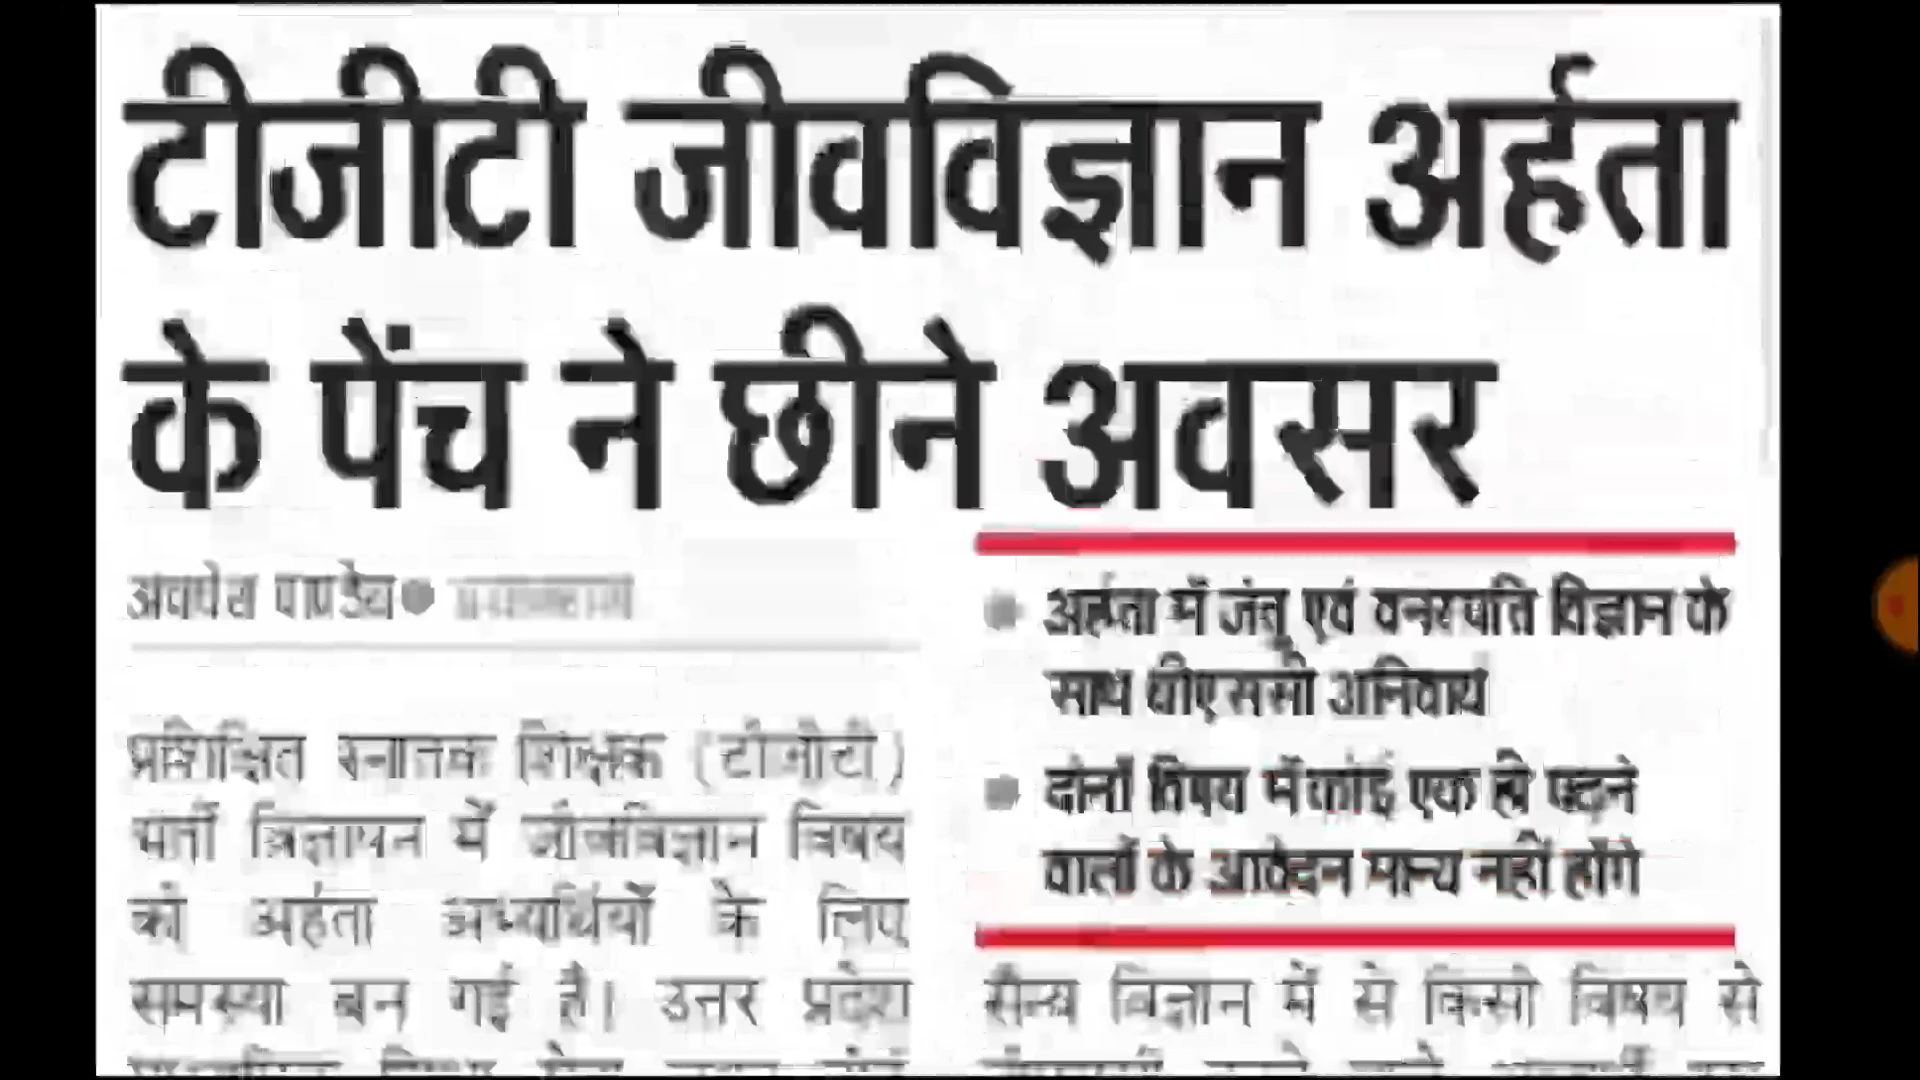 टीजीटी जीवविज्ञान अर्हता
के पेंच ने छीने अवसर
अवधेश पाण्डेय
प्रशिक्षित स्नातक शिक्षक (टीजीटी)
भर्ती विज्ञापन में जीवविज्ञान विषय
की अर्हता अभ्यर्थियों के लिए
समस्या बन गई है। उत्तर प्रदेश
अर्हता में जंतु एवं वनस्पति विज्ञान के
साथ बीएससी अनिवार्य
दोनों विषय में कोई एक ही पढ़ने
वालों के आवेदन मान्य नहीं होंगे
सैन्य विज्ञान में से किसी विषय से